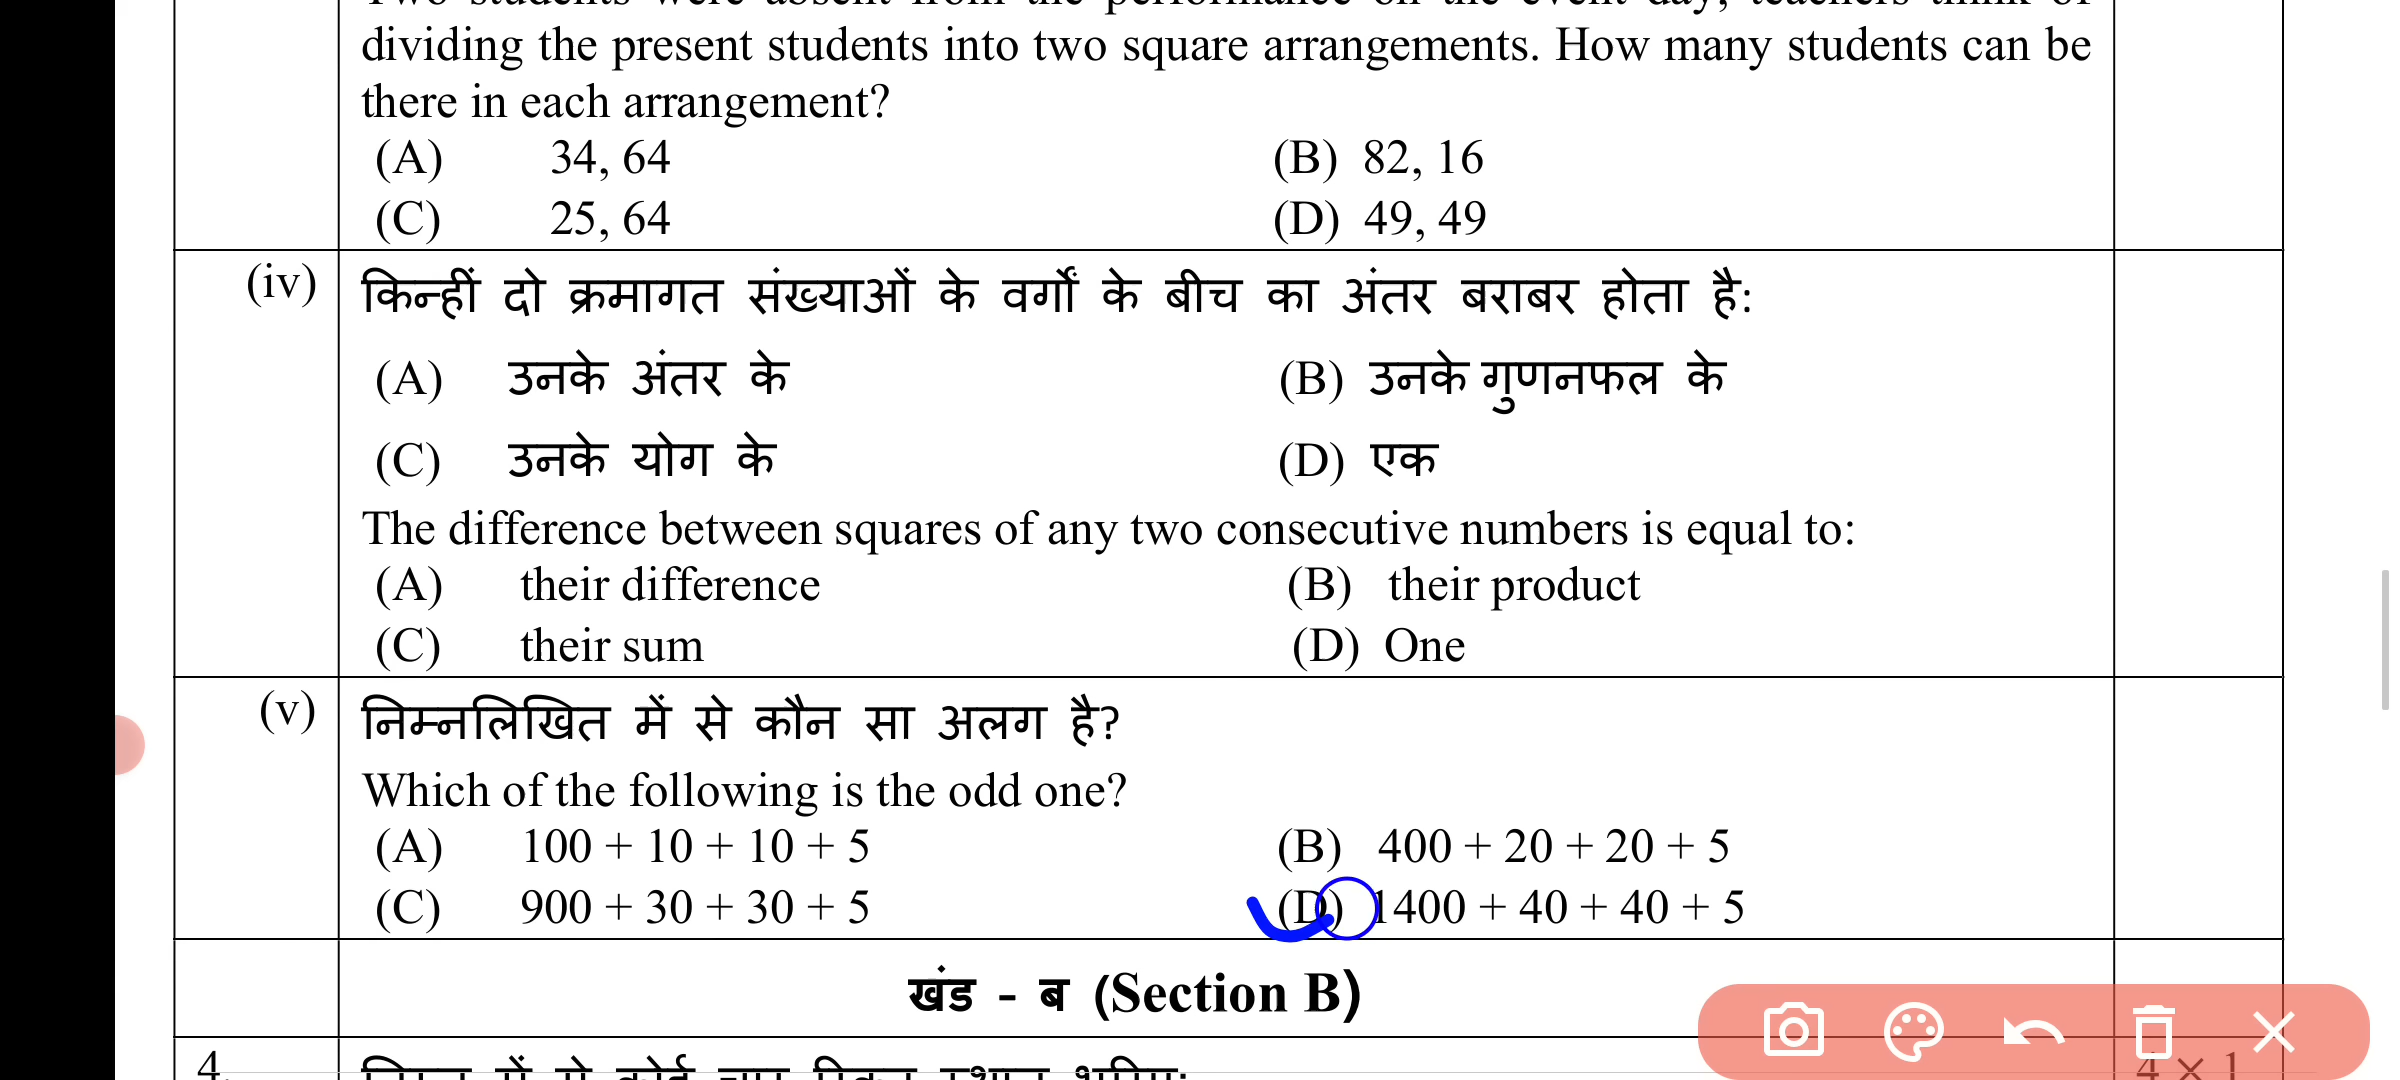 dividing the present students into two square arrangements. How many students can be
there in each arrangement?
(A) 34, 64 (B) 82, 16
(C) 25, 64 (D) 49, 49
(iv) किन्हीं दो क्रमागत संख्याओं के वर्गों के बीच का अंतर बराबर होता है:
(A) उनके अंतर के (B) उनके गुणनफल के
(C) उनके योग के (D) एक
The difference between squares of any two consecutive numbers is equal to:
(A) their difference (B) their product
(C) their sum (D) One
(v) निम्नलिखित में से कौन सा अलग है?
Which of the following is the odd one?
(A) 100 + 10 + 10 + 5 (B) 400 + 20 + 20 + 5
(C) 900 + 30 + 30 + 5 (D) 1400 + 40 + 40 + 5
खंड - ब (Section B)
4. 4 × 1